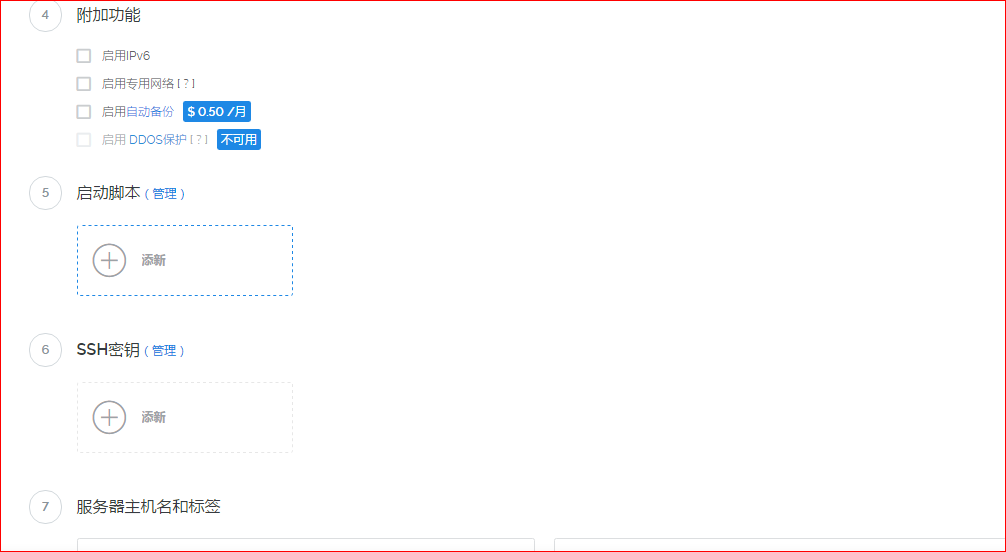 4 附加功能
启用IPv6
启用专用网络 [ ? ]
启用自动备份 $ 0.50 /月
启用 DDOS保护 [ ? ] 不可用
5 启动脚本 ( 管理 )
添新
6 SSH密钥 ( 管理 )
添新
7 服务器主机名和标签